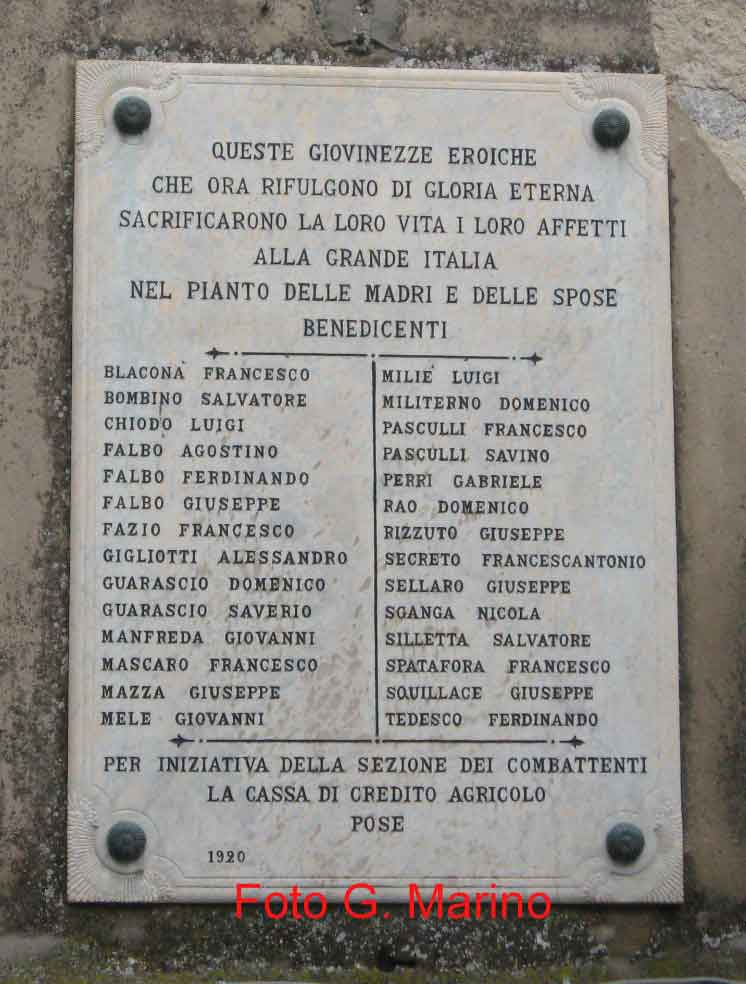 QUESTE GIOVINEZZE EROICHE
CHE ORA RIFULGONO DI GLORIA ETERNA
SACRIFICARONO LA LORO VITA I LORO AFFETTI
ALLA GRANDE ITALIA
NEL PIANTO DELLE MADRI E DELLE SPOSE
BENEDICENTI
BLACONÀ FRANCESCO
BOMBINO SALVATORE
CHIODO LUIGI
FALBO AGOSTINO
FALBO FERDINANDO
FALBO GIUSEPPE
FAZIO FRANCESCO
GIGLIOTTI ALESSANDRO
GUARASCIO DOMENICO
GUARASCIO SAVERIO
MANFREDA GIOVANNI
MASCARO FRANCESCO
MAZZA GIUSEPPE
MELE GIOVANNI
MILIÈ LUIGI
MILITERNO DOMENICO
PASCULLI FRANCESCO
PASCULLI SAVINO
PERRI GABRIELE
RAO DOMENICO
RIZZUTO GIUSEPPE
SECRETO FRANCESCANTONIO
SELLARO GIUSEPPE
SGANGA NICOLA
SILLETTA SALVATORE
SPATAFORA FRANCESCO
SQUILLACE GIUSEPPE
TEDESCO FERDINANDO
PER INIZIATIVA DELLA SEZIONE DEI COMBATTENTI
LA CASSA DI CREDITO AGRICOLO
POSE
1920
Foto G. Marino